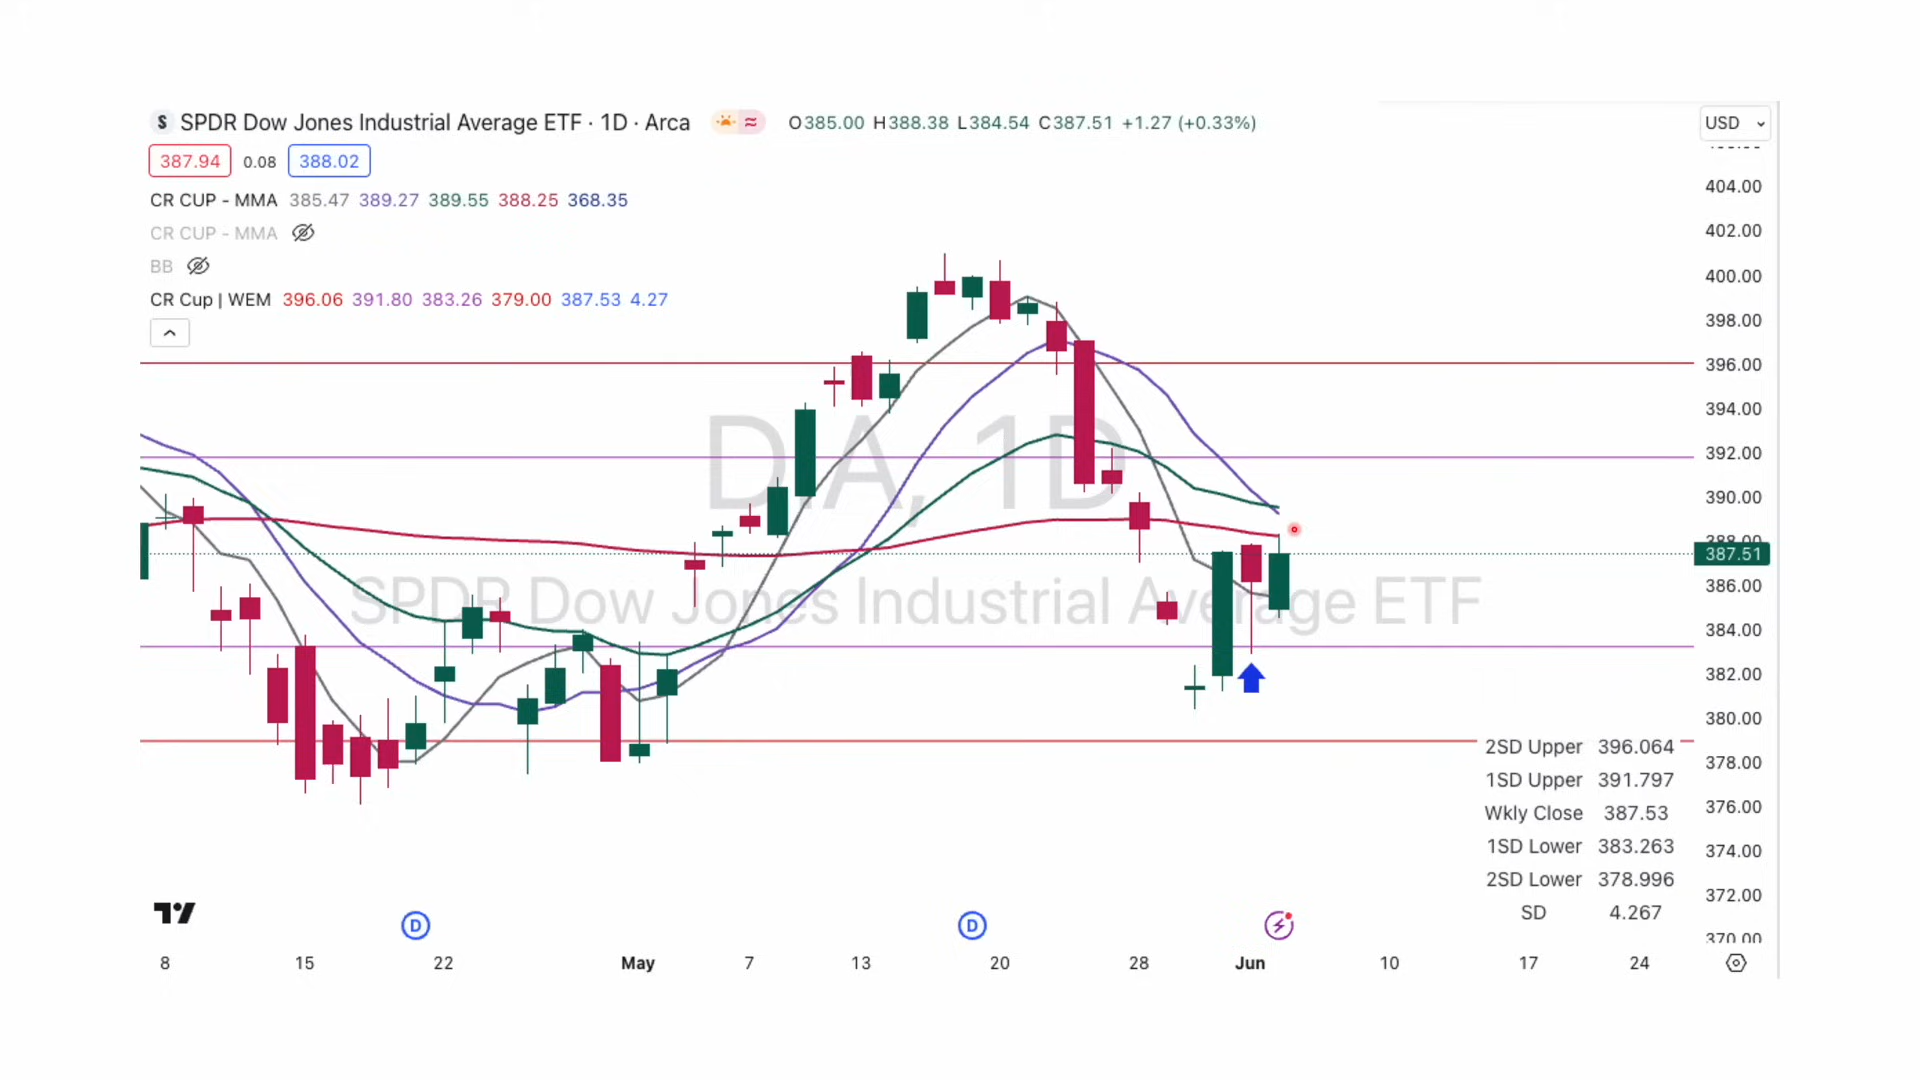 S SPDR Dow Jones Industrial Average ETF · 1D · Arca O385.00 H388.38 L384.54 C387.51 +1.27 (+0.33%) USD
387.94 0.08 388.02
CR CUP - MMA 385.47 389.27 389.55 388.25 368.35
CR CUP - MMA
BB
CR Cup | WEM 396.06 391.80 383.26 379.00 387.53 4.27
DIA, 1D
SPDR Dow Jones Industrial Average ETF
404.00
402.00
400.00
398.00
396.00
394.00
392.00
390.00
388.00
387.51
386.00
384.00
382.00
380.00
378.00
376.00
374.00
372.00
370.00
2SD Upper 396.064
1SD Upper 391.797
Wkly Close 387.53
1SD Lower 383.263
2SD Lower 378.996
SD 4.267
D D
8 15 22 May 7 13 20 28 Jun 10 17 24